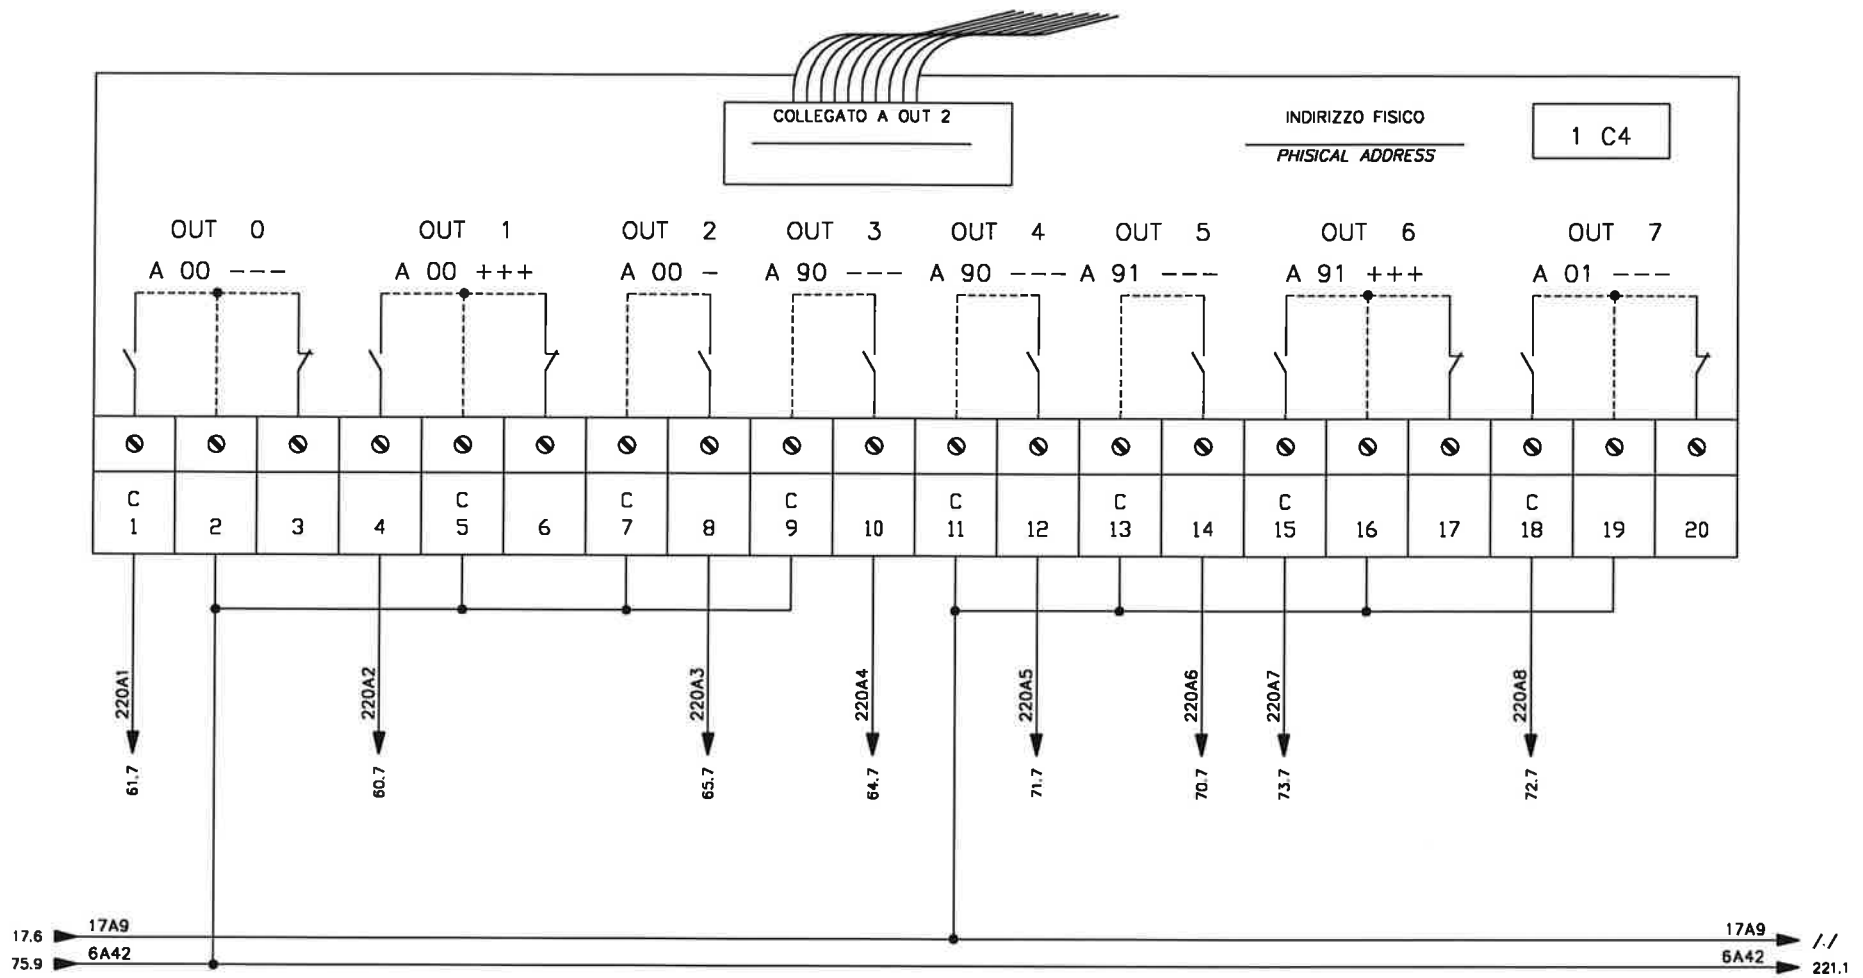 COLLEGATO A OUT 2
INDIRIZZO FISICO
PHISICAL ADDRESS
1 C4
OUT 0 OUT 1 OUT 2 OUT 3 OUT 4 OUT 5 OUT 6 OUT 7
A 00 --- A 00 +++ A 00 - A 90 --- A 90 --- A 91 --- A 91 +++ A 01 ---
C C C C C C C C
1 2 3 4 5 6 7 8 9 10 11 12 13 14 15 16 17 18 19 20
220A1 220A2 220A3 220A4 220A5 220A6 220A7 220A8
61.7 60.7 65.7 64.7 71.7 70.7 73.7 72.7
17.6 17A9 17A9 /./
75.9 6A42 6A42 221.1